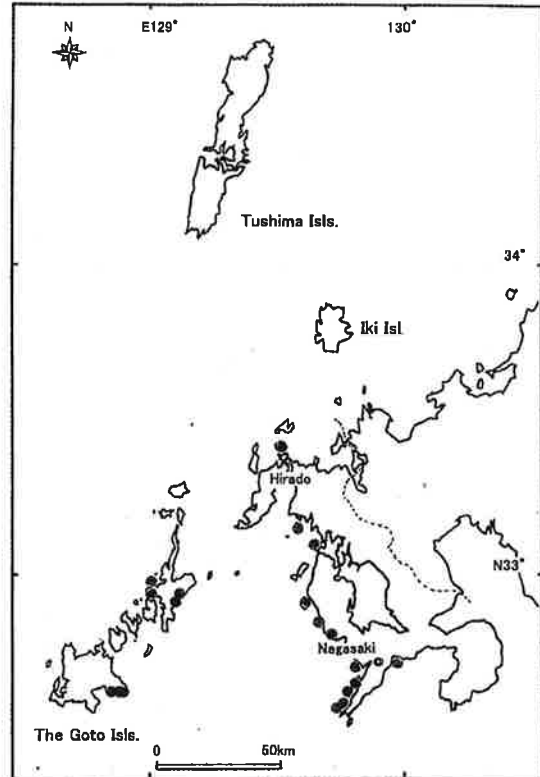 N
E129°
130°
Tushima Isls.
34°
Iki Isl
Hirado
N33°
Nagasaki
The Goto Isls.
0 50km